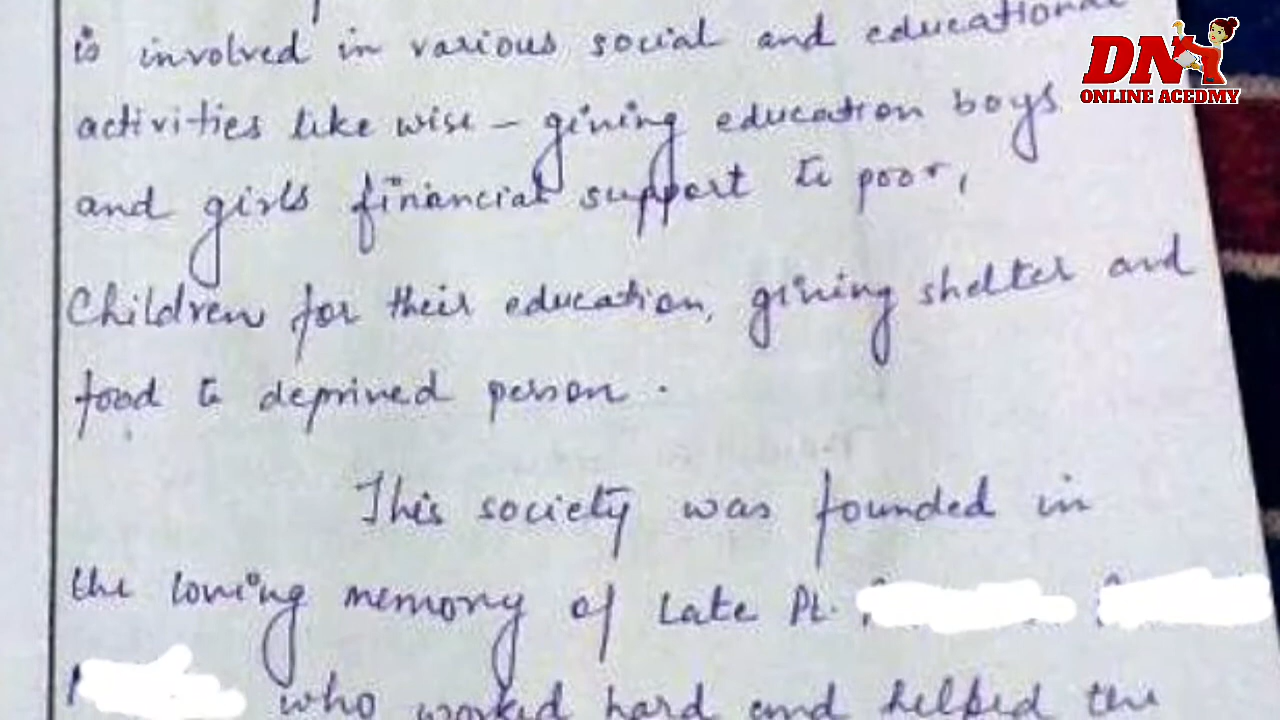 is involved in various social and educational
activities like wise - giving education boys
and girls financial support to poor,
Children for their education, giving shelter and
food to deprived person.
This society was founded in
the loving memory of Late Pt.
who worked hard and helped the
DN
ONLINE ACEDMY